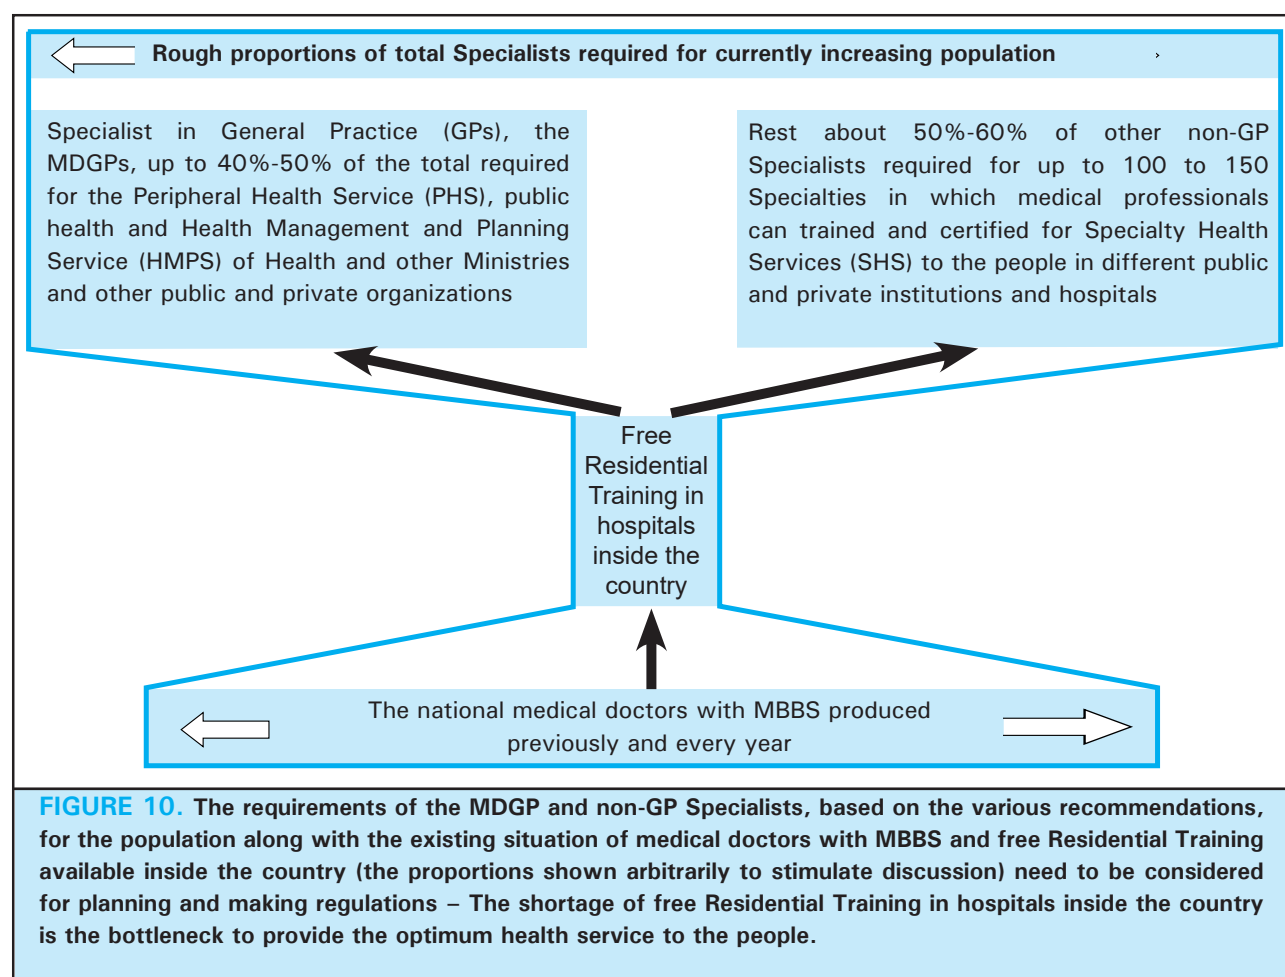 Rough proportions of total Specialists required for currently increasing population
Specialist in General Practice (GPs), the
MDGPs, up to 40%-50% of the total required
for the Peripheral Health Service (PHS), public
health and Health Management and Planning
Service (HMPS) of Health and other Ministries
and other public and private organizations
Rest about 50%-60% of other non-GP
Specialists required for up to 100 to 150
Specialties in which medical professionals
can trained and certified for Specialty Health
Services (SHS) to the people in different public
and private institutions and hospitals
Free
Residential
Training in
hospitals
inside the
country
The national medical doctors with MBBS produced
previously and every year
FIGURE 10. The requirements of the MDGP and non-GP Specialists, based on the various recommendations,
for the population along with the existing situation of medical doctors with MBBS and free Residential Training
available inside the country (the proportions shown arbitrarily to stimulate discussion) need to be considered
for planning and making regulations – The shortage of free Residential Training in hospitals inside the country
is the bottleneck to provide the optimum health service to the people.